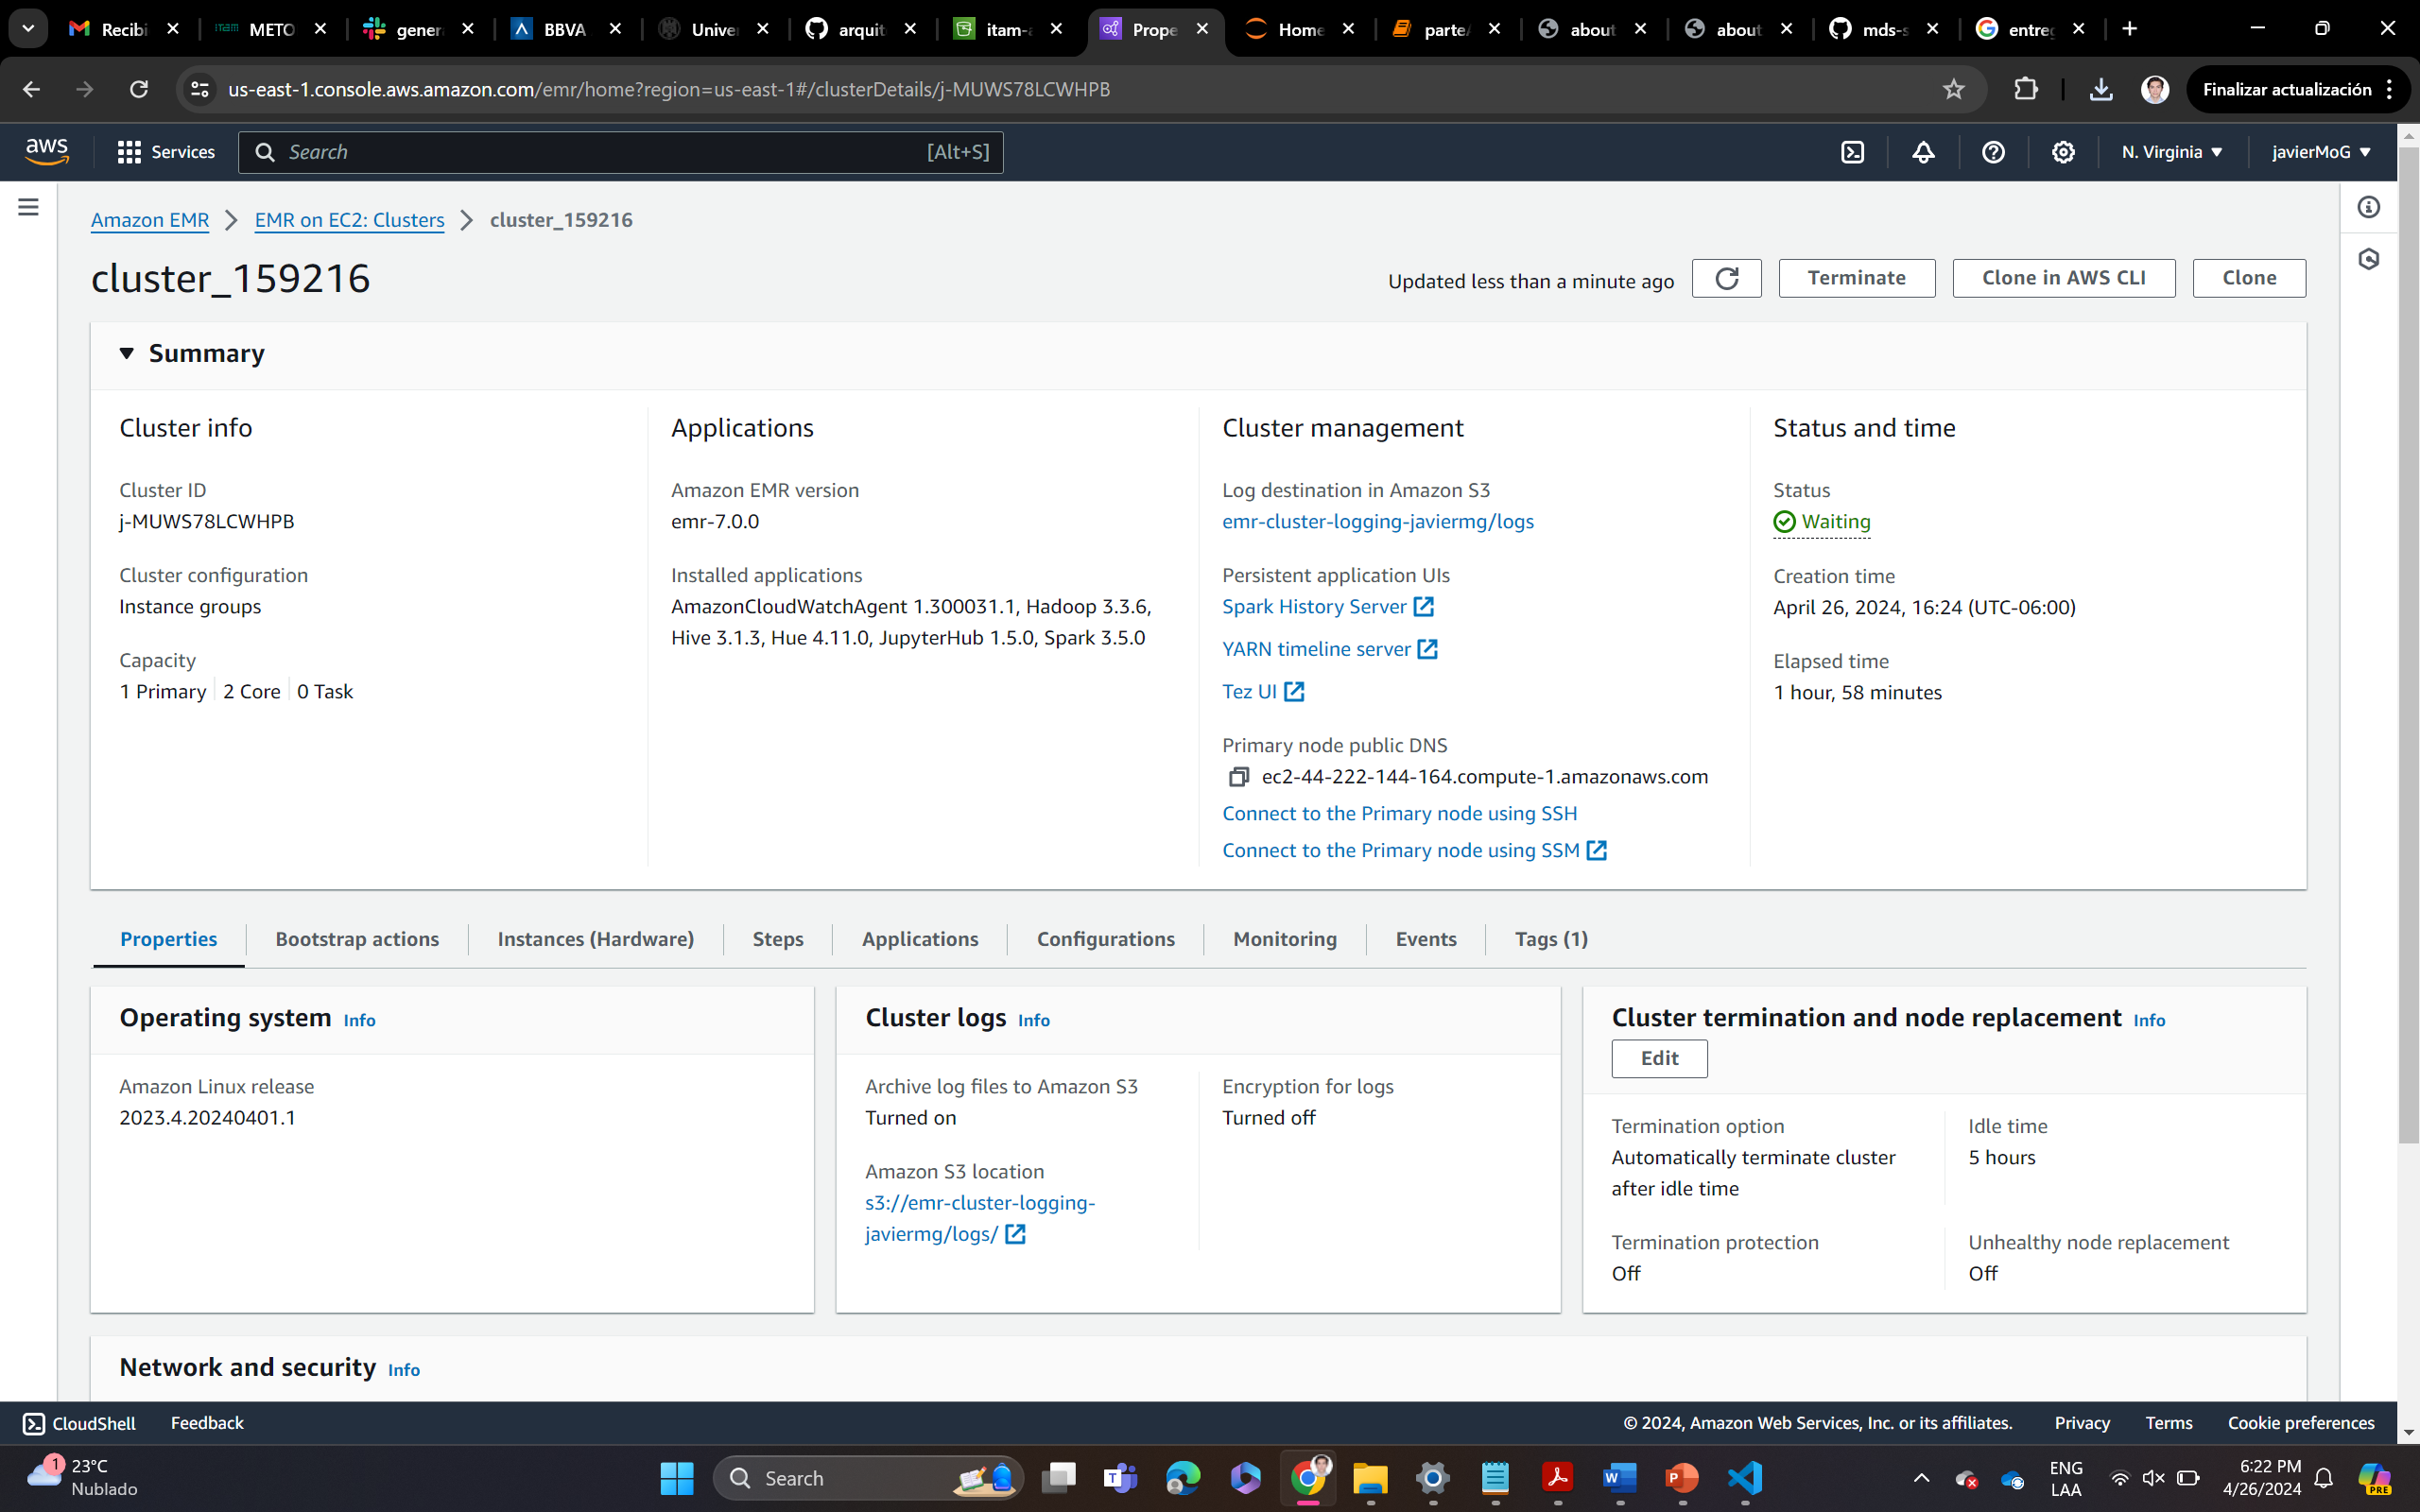 Recibi
METO
gener
BBVA
Univer
arquit
itam-a
Prope
Home
parte/
about
about
mds-s
entreg
us-east-1.console.aws.amazon.com/emr/home?region=us-east-1#/clusterDetails/j-MUWS78LCWHPB
Finalizar actualización
aws
Services
Search
[Alt+S]
N. Virginia
javierMoG
Amazon EMR
EMR on EC2: Clusters
cluster_159216
cluster_159216
Updated less than a minute ago
Terminate
Clone in AWS CLI
Clone
Summary
Cluster info
Cluster ID
j-MUWS78LCWHPB
Cluster configuration
Instance groups
Capacity
1 Primary
2 Core
0 Task
Applications
Amazon EMR version
emr-7.0.0
Installed applications
AmazonCloudWatchAgent 1.300031.1, Hadoop 3.3.6,
Hive 3.1.3, Hue 4.11.0, JupyterHub 1.5.0, Spark 3.5.0
Cluster management
Log destination in Amazon S3
emr-cluster-logging-javiermg/logs
Persistent application UIs
Spark History Server
YARN timeline server
Tez UI
Primary node public DNS
ec2-44-222-144-164.compute-1.amazonaws.com
Connect to the Primary node using SSH
Connect to the Primary node using SSM
Status and time
Status
Waiting
Creation time
April 26, 2024, 16:24 (UTC-06:00)
Elapsed time
1 hour, 58 minutes
Properties
Bootstrap actions
Instances (Hardware)
Steps
Applications
Configurations
Monitoring
Events
Tags (1)
Operating system Info
Amazon Linux release
2023.4.20240401.1
Cluster logs Info
Archive log files to Amazon S3
Turned on
Amazon S3 location
s3://emr-cluster-logging-
javiermg/logs/
Encryption for logs
Turned off
Cluster termination and node replacement Info
Edit
Termination option
Automatically terminate cluster
after idle time
Idle time
5 hours
Termination protection
Off
Unhealthy node replacement
Off
Network and security Info
CloudShell
Feedback
© 2024, Amazon Web Services, Inc. or its affiliates.
Privacy
Terms
Cookie preferences
1
23°C
Nublado
Search
ENG
LAA
6:22 PM
4/26/2024
PRE